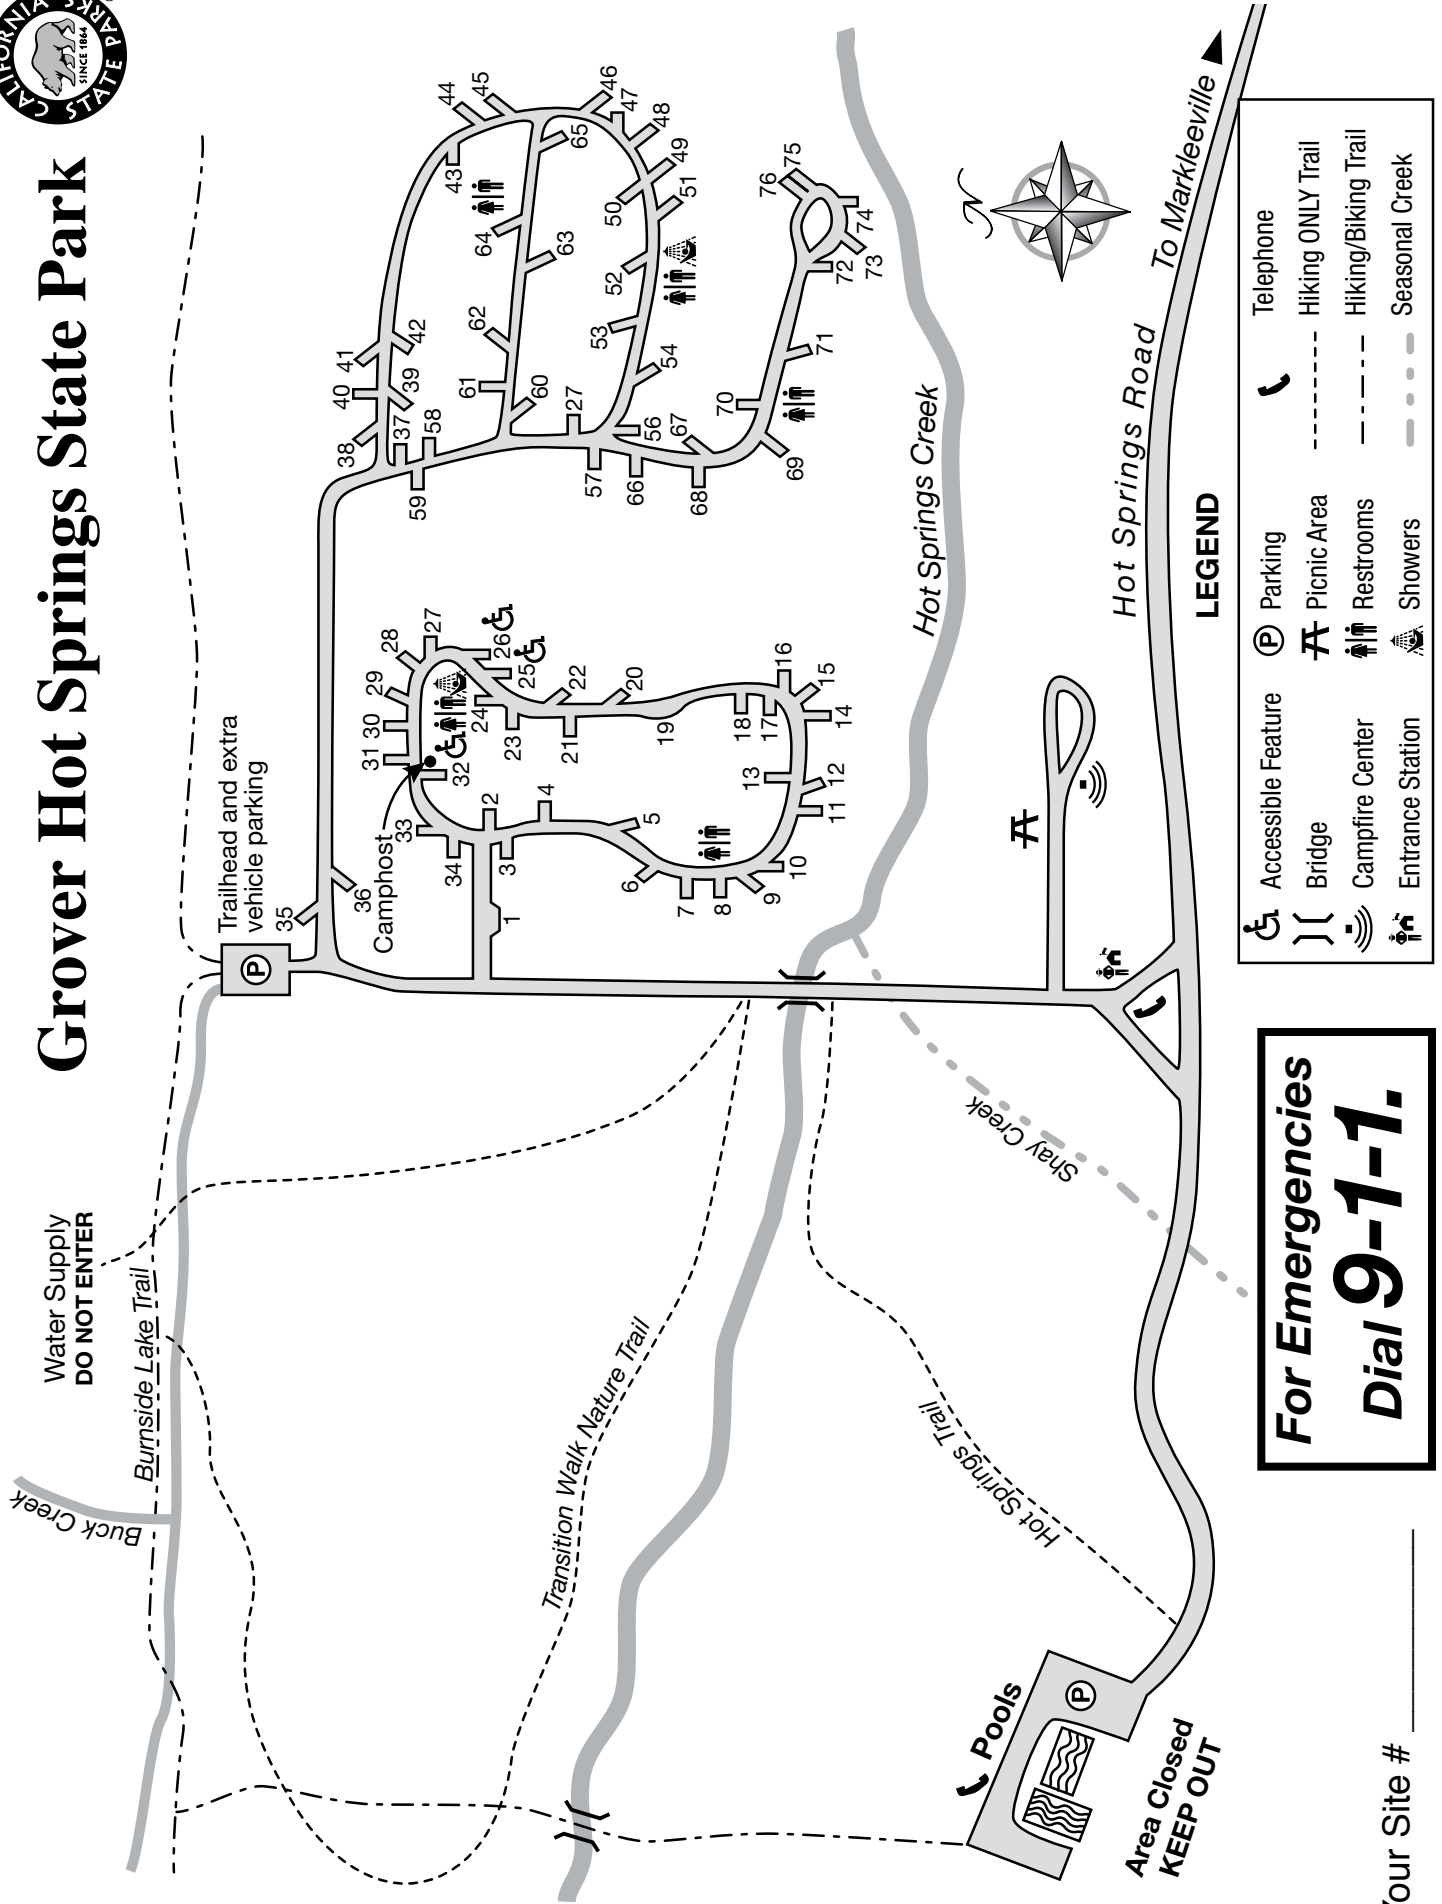 Grover Hot Springs State Park
CALIFORNIA
STATE PARKS
SINCE 1864
Water Supply
DO NOT ENTER
Buck Creek
Burnside Lake Trail
Trailhead and extra
vehicle parking
P
35
36
Camphost
31
30
29
28
27
26
25
24
23
22
21
20
19
18
17
16
15
14
13
12
11
10
9
8
7
6
5
4
3
2
1
34
33
32
38
40
41
42
39
37
58
59
43
44
45
46
47
48
49
50
51
52
53
54
56
27
57
60
61
62
63
64
65
66
67
68
69
70
71
72
73
74
75
76
Transition Walk Nature Trail
Hot Springs Creek
Shay Creek
Hot Springs Trail
Hot Springs Road
To Markleeville
N
Pools
P
Area Closed
KEEP OUT
LEGEND
Accessible Feature
Bridge
Campfire Center
Entrance Station
P Parking
Picnic Area
Restrooms
Showers
Telephone
Hiking ONLY Trail
Hiking/Biking Trail
Seasonal Creek
For Emergencies
Dial 9-1-1.
our Site # ____________